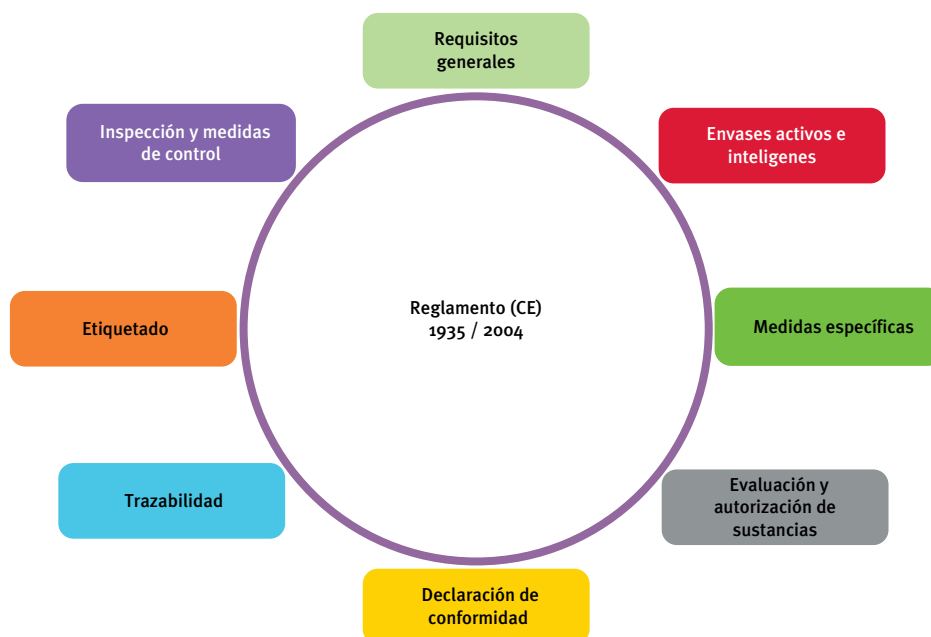 Requisitos
generales
Inspección y medidas
de control
Envases activos e
inteligenes
Etiquetado
Reglamento (CE)
1935 / 2004
Medidas específicas
Trazabilidad
Evaluación y
autorización de
sustancias
Declaración de
conformidad